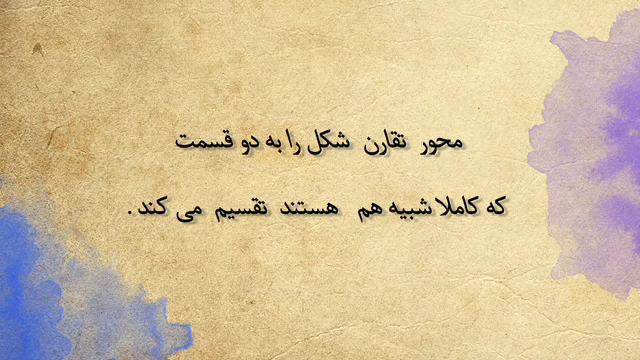 محور تقارن شکل را به دو قسمت
که کاملا شبیه هم هستند تقسیم می کند .